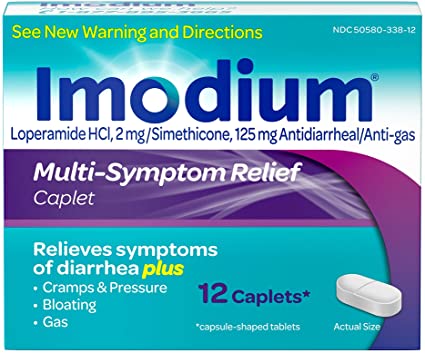 See New Warning and Directions
NDC 50580-338-12
Imodium®
Loperamide HCl, 2 mg/Simethicone, 125 mg Antidiarrheal/Anti-gas
Multi-Symptom Relief
Caplet
Relieves symptoms
of diarrhea plus
• Cramps & Pressure
• Bloating
• Gas
12 Caplets*
*capsule-shaped tablets
Actual Size